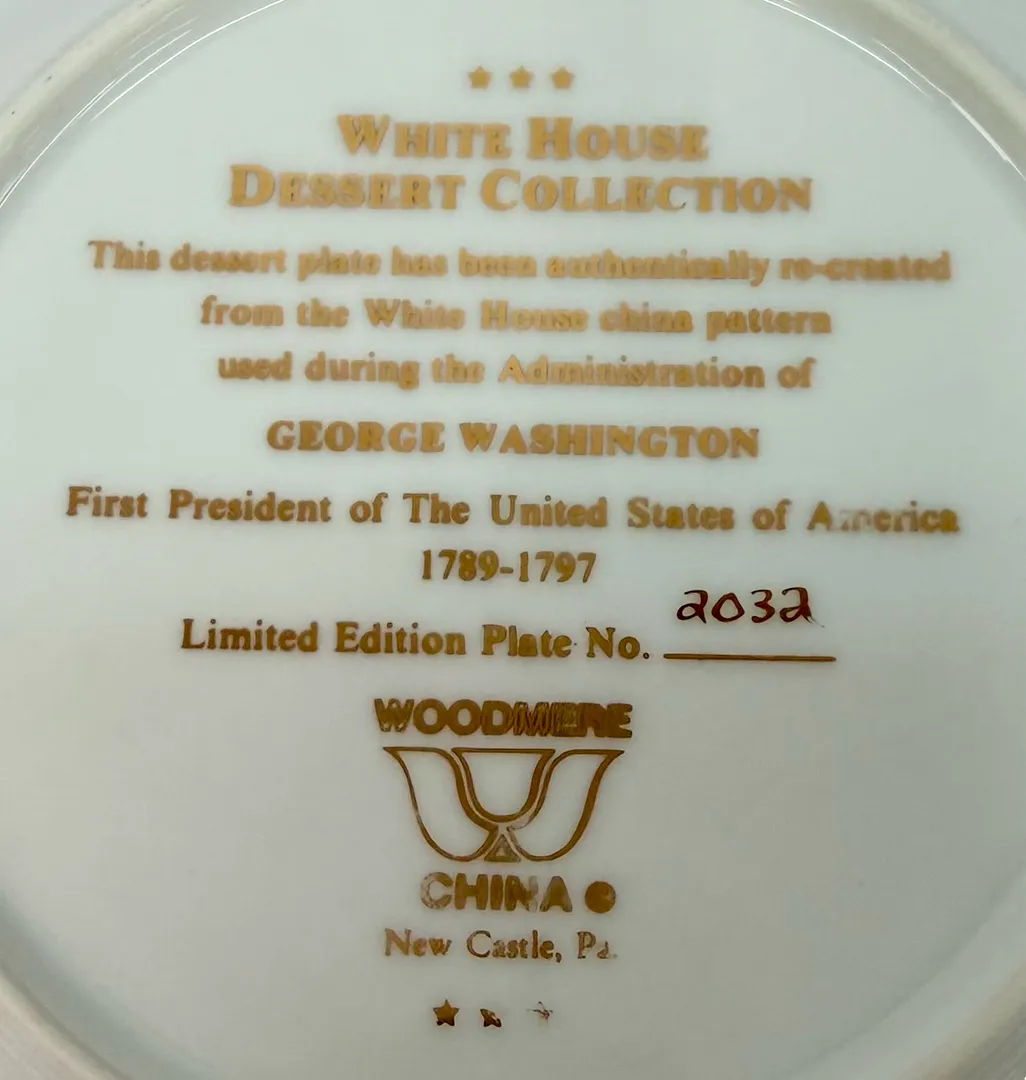 WHITE HOUSE
DESSERT COLLECTION
This dessert plate has been authentically re-created
from the White House china pattern
used during the Administration of
GEORGE WASHINGTON
First President of The United States of America
1789-1797
Limited Edition Plate No. 2032
WOODMERE
CHINA
New Castle, Pa.